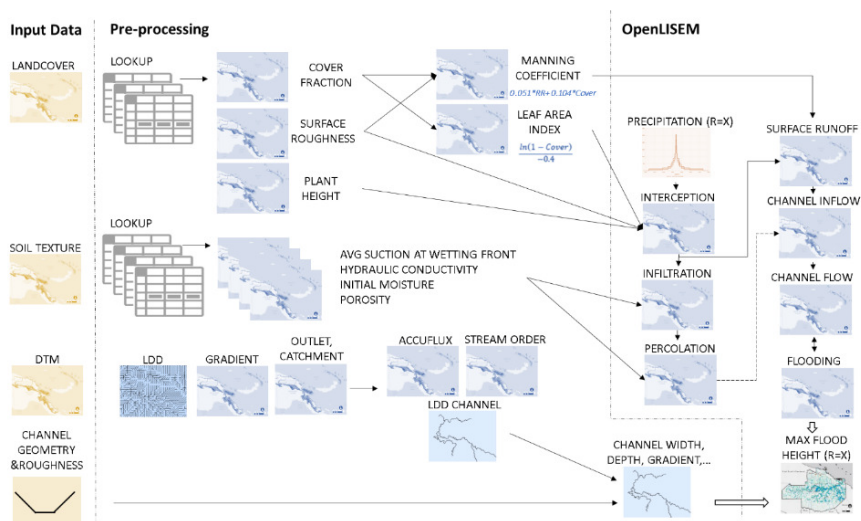 Input Data
Pre-processing
OpenLISEM
LANDCOVER
LOOKUP
COVER
FRACTION
MANNING
COEFFICIENT
0.051*RR+0.104*Cover
SURFACE
ROUGHNESS
LEAF AREA
INDEX
ln(1 − Cover)
−0.4
PLANT
HEIGHT
PRECIPITATION (R=X)
SURFACE RUNOFF
INTERCEPTION
CHANNEL INFLOW
SOIL TEXTURE
LOOKUP
AVG SUCTION AT WETTING FRONT
HYDRAULIC CONDUCTIVITY
INITIAL MOISTURE
POROSITY
INFILTRATION
CHANNEL FLOW
PERCOLATION
FLOODING
DTM
LDD
GRADIENT
OUTLET,
CATCHMENT
ACCUFLUX
STREAM ORDER
LDD CHANNEL
CHANNEL
GEOMETRY
&ROUGHNESS
CHANNEL WIDTH,
DEPTH, GRADIENT,...
MAX FLOOD
HEIGHT (R=X)